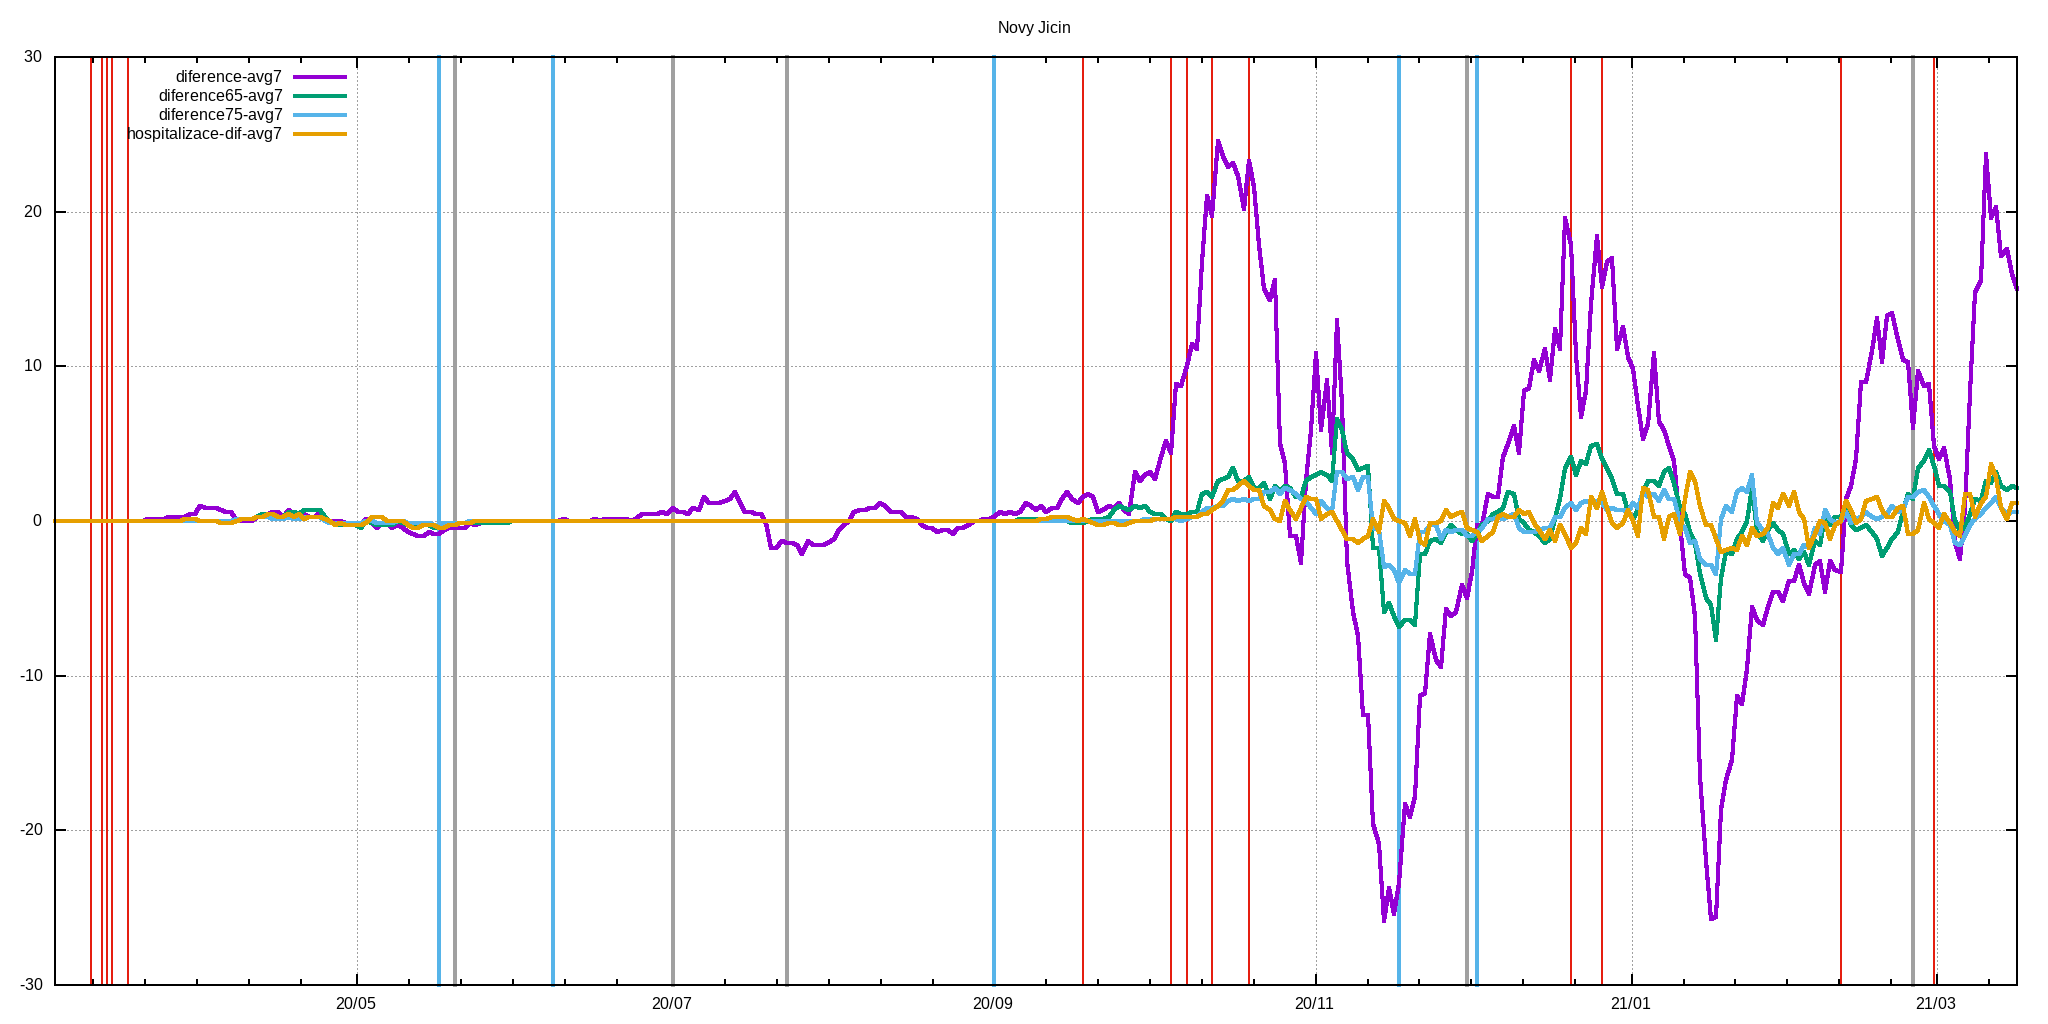 Novy Jicin
30
20
10
0
-10
-20
-30
diference-avg7
diference65-avg7
diference75-avg7
hospitalizace-dif-avg7
20/05
20/07
20/09
20/11
21/01
21/03